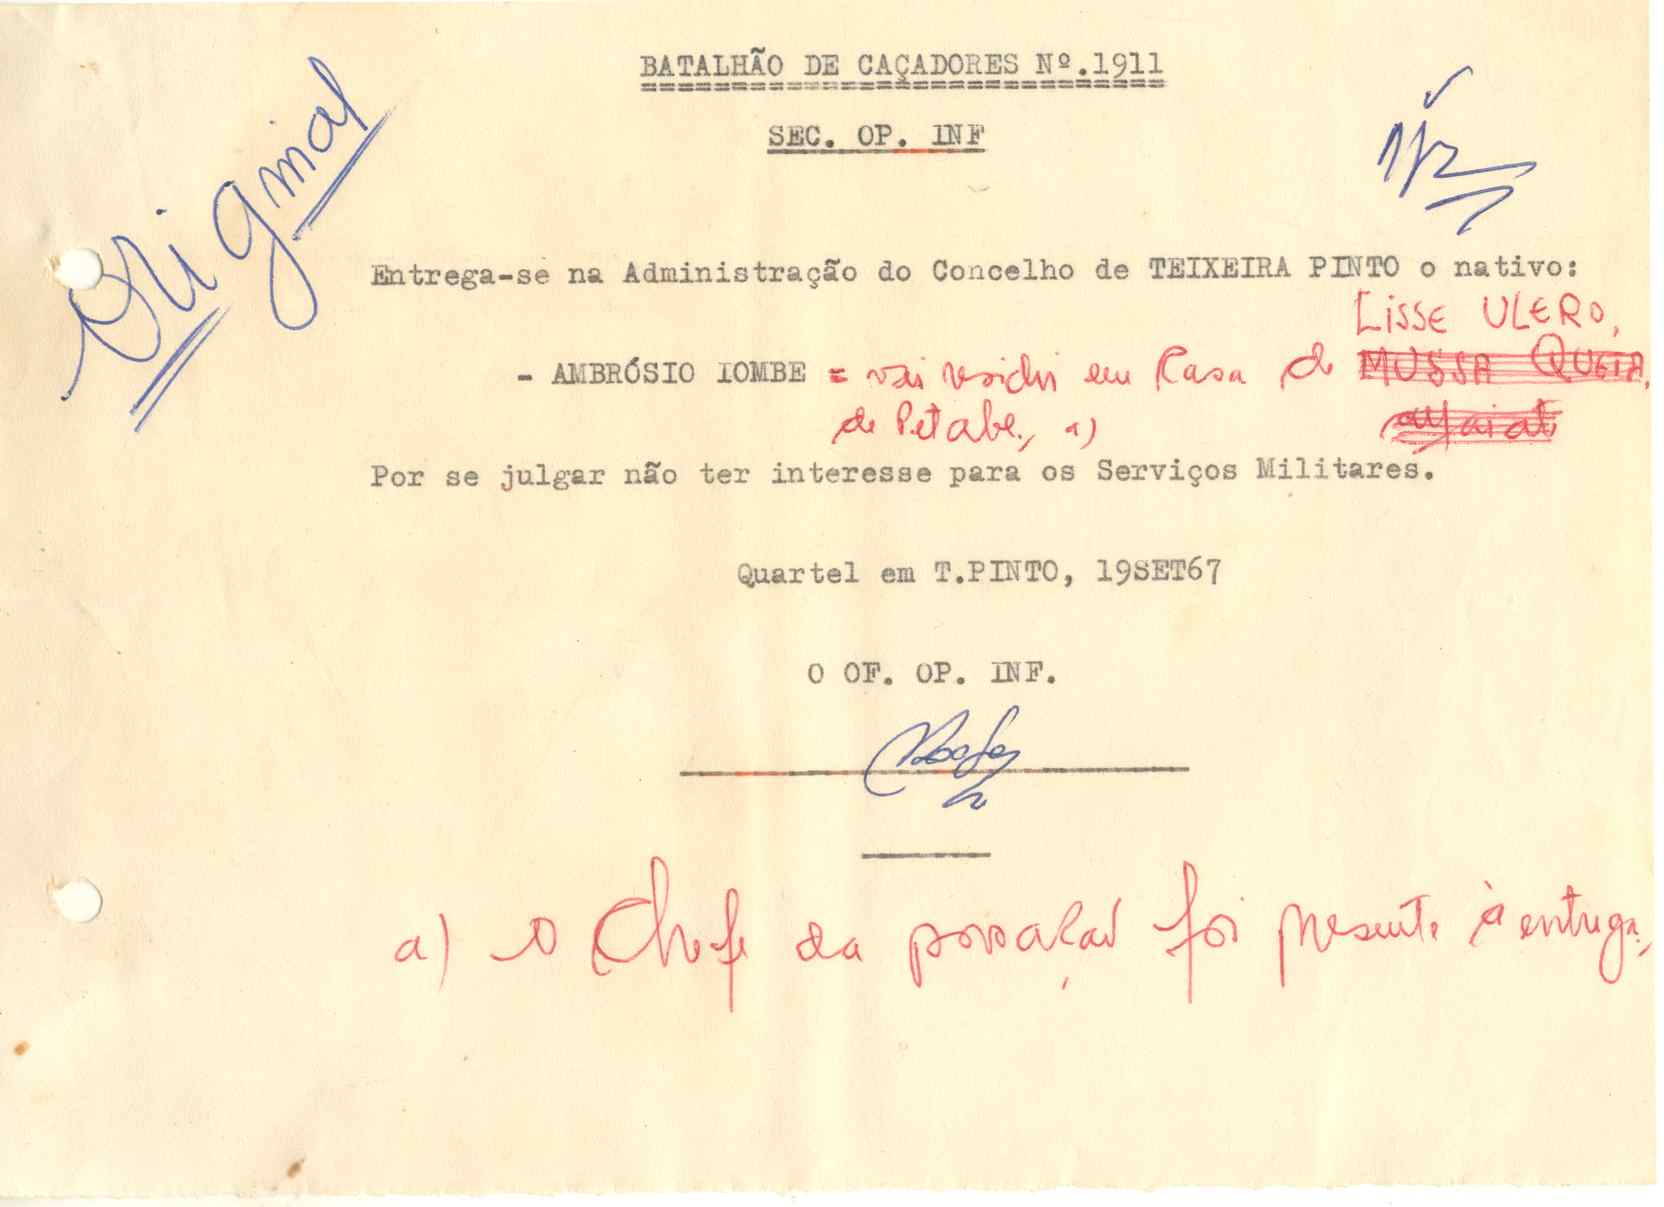 BATALHÃO DE CAÇADORES Nº.1911
SEC. OP. INF
Original
Entrega-se na Administração do Concelho de TEIXEIRA PINTO o nativo:
LISSE ULERO,
- AMBRÓSIO IOMBE = vai residir em Casa de MUSSA QUETA,
de Petabe, a) alfaiate
Por se julgar não ter interesse para os Serviços Militares.
Quartel em T.PINTO, 19SET67
O OF. OP. INF.
a) o Chefe da povoação foi presente à entrega,